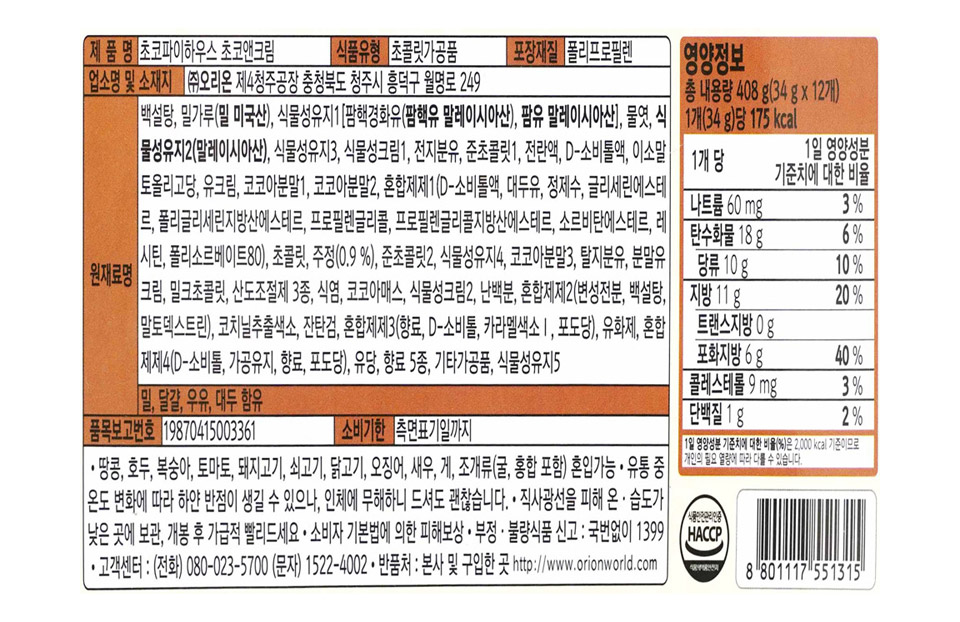 제 품 명 초코파이하우스 초코앤크림 식품유형 초콜릿가공품 포장재질 폴리프로필렌
업소명 및 소재지 ㈜오리온 제4청주공장 충청북도 청주시 흥덕구 월명로 249
원재료명
백설탕, 밀가루(밀 미국산), 식물성유지1[팜핵경화유(팜핵유 말레이시아산), 팜유 말레이시아산], 물엿, 식
물성유지2(말레이시아산), 식물성유지3, 식물성크림1, 전지분유, 준초콜릿1, 전란액, D-소비톨액, 이소말
토올리고당, 유크림, 코코아분말1, 코코아분말2, 혼합제제1(D-소비톨액, 대두유, 정제수, 글리세린에스테
르, 폴리글리세린지방산에스테르, 프로필렌글리콜, 프로필렌글리콜지방산에스테르, 소르비탄에스테르, 레
시틴, 폴리소르베이트80), 초콜릿, 주정(0.9 %), 준초콜릿2, 식물성유지4, 코코아분말3, 탈지분유, 분말유
크림, 밀크초콜릿, 산도조절제 3종, 식염, 코코아매스, 식물성크림2, 난백분, 혼합제제2(변성전분, 백설탕,
말토덱스트린), 코치닐추출색소, 잔탄검, 혼합제제3(향료, D-소비톨, 카라멜색소Ⅰ, 포도당), 유화제, 혼합
제제4(D-소비톨, 가공유지, 향료, 포도당), 유당, 향료 5종, 기타가공품, 식물성유지5
밀, 달걀, 우유, 대두 함유
품목보고번호 19870415003361 소비기한 측면표기일까지
• 땅콩, 호두, 복숭아, 토마토, 돼지고기, 쇠고기, 닭고기, 오징어, 새우, 게, 조개류(굴, 홍합 포함) 혼입가능 • 유통 중
온도 변화에 따라 하얀 반점이 생길 수 있으나, 인체에 무해하니 드셔도 괜찮습니다. • 직사광선을 피해 온·습도가
낮은 곳에 보관, 개봉 후 가급적 빨리드세요 • 소비자 기본법에 의한 피해보상 • 부정·불량식품 신고 : 국번없이 1399
• 고객센터 : (전화) 080-023-5700 (문자) 1522-4002 • 반품처 : 본사 및 구입한 곳 http://www.orionworld.com
영양정보
총 내용량 408 g(34 g x 12개)
1개(34 g)당 175 kcal
1개 당 1일 영양성분
기준치에 대한 비율
나트륨 60 mg 3 %
탄수화물 18 g 6 %
당류 10 g 10 %
지방 11 g 20 %
트랜스지방 0 g
포화지방 6 g 40 %
콜레스테롤 9 mg 3 %
단백질 1 g 2 %
1일 영양성분 기준치에 대한 비율(%)은 2,000 kcal 기준이므로
개인의 필요 열량에 따라 다를 수 있습니다.
식품안전관리인증
HACCP
식품의약품안전처
8 801117 551315